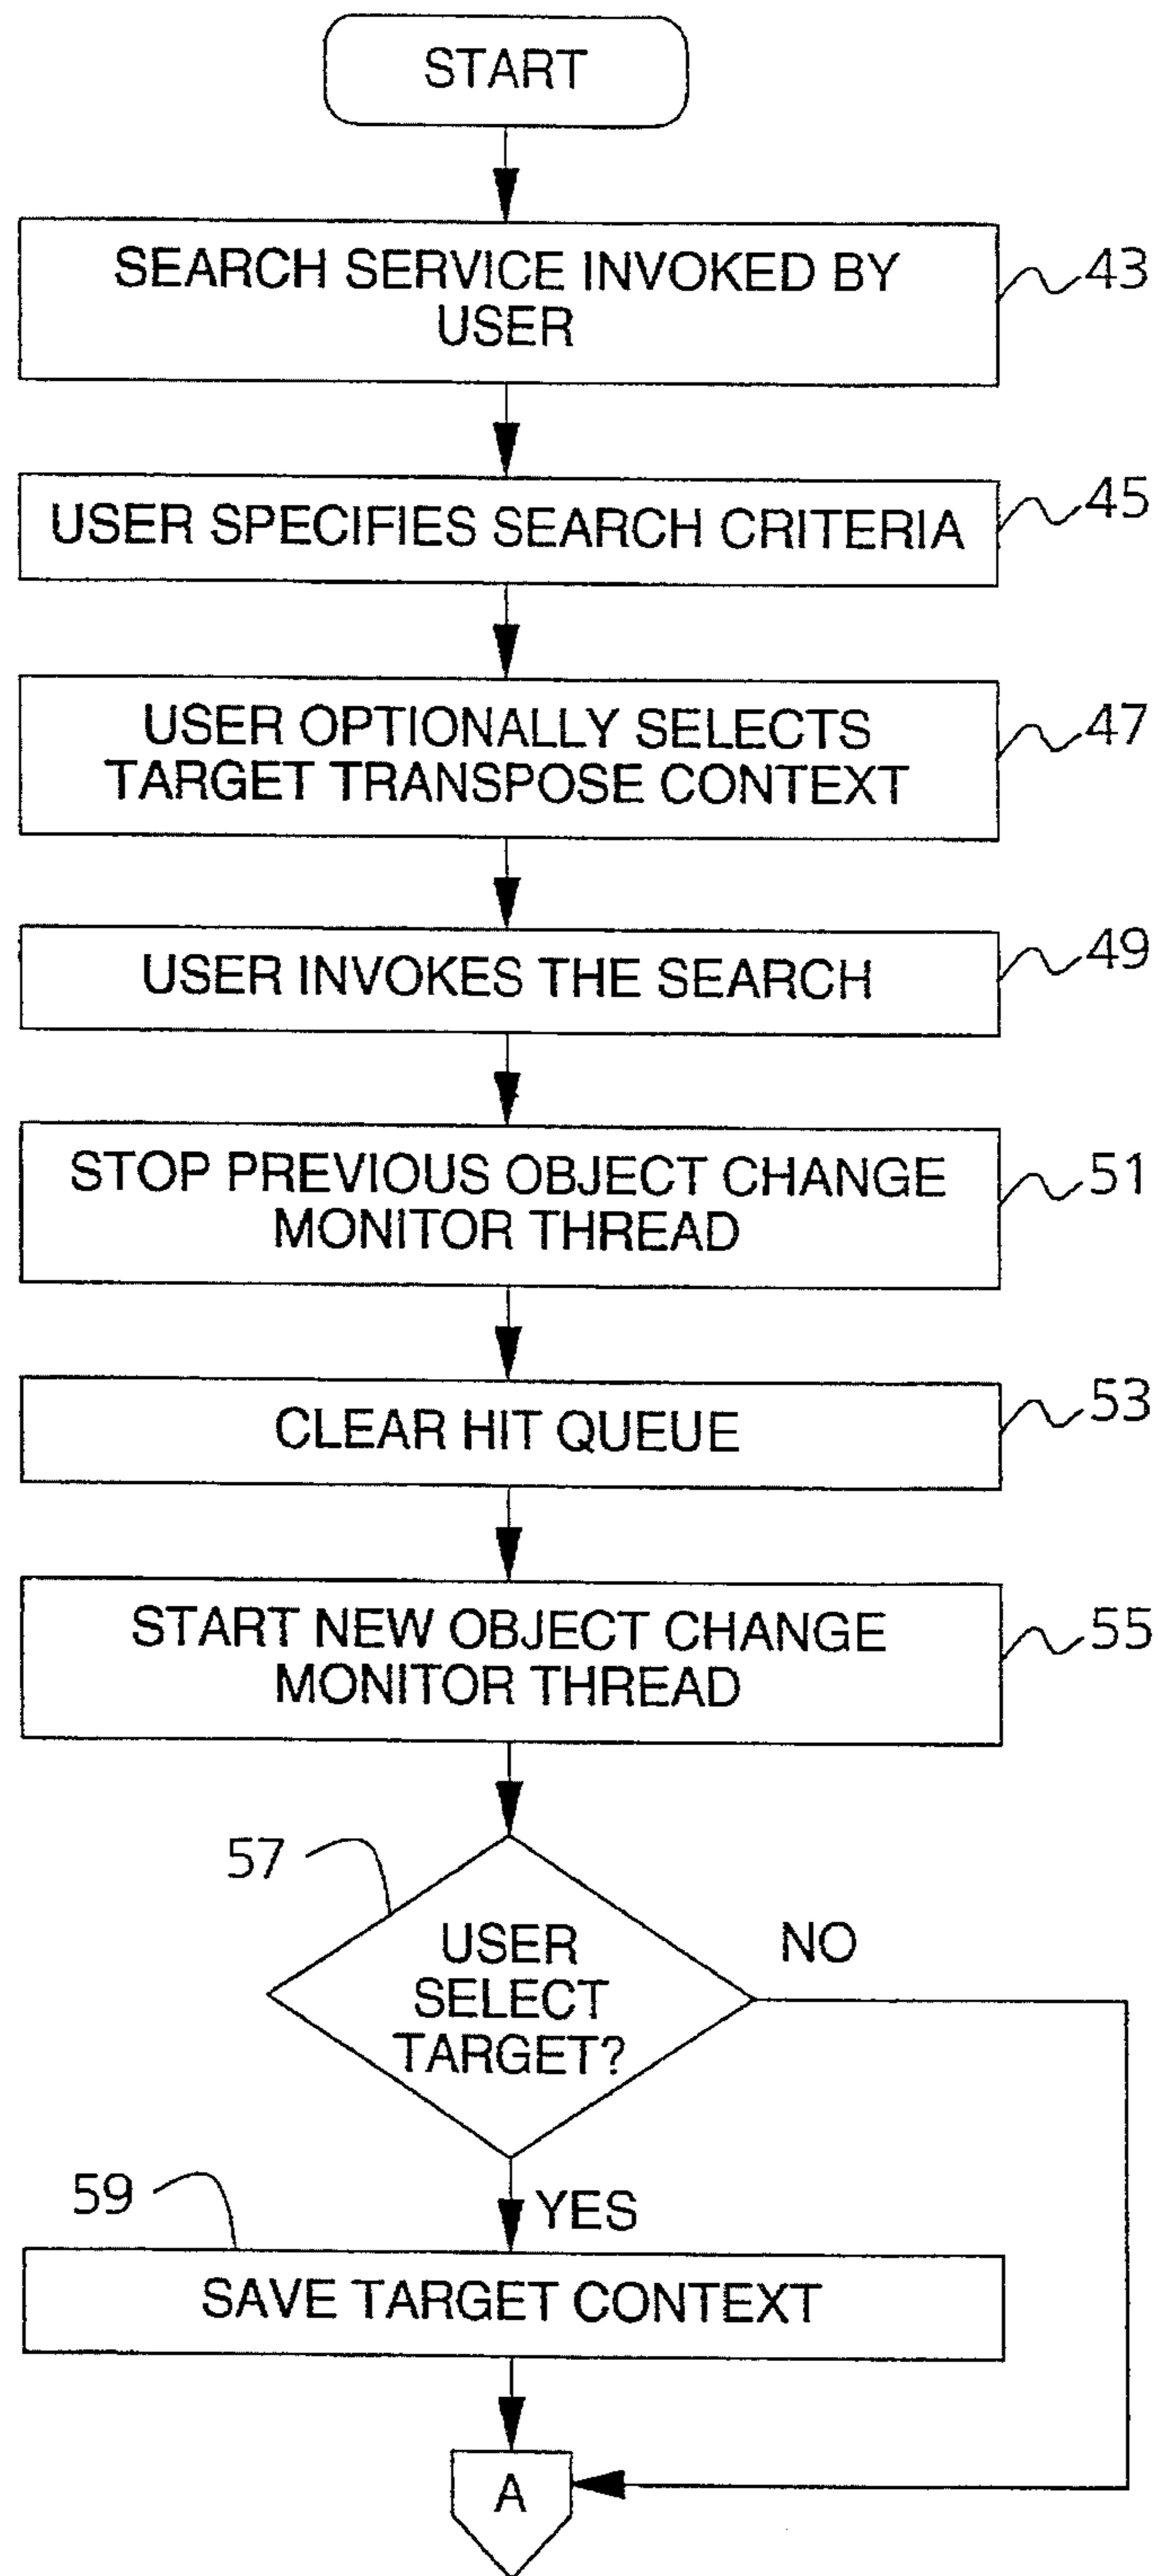 START
SEARCH SERVICE INVOKED BY
USER
43
USER SPECIFIES SEARCH CRITERIA
45
USER OPTIONALLY SELECTS
TARGET TRANSPOSE CONTEXT
47
USER INVOKES THE SEARCH
49
STOP PREVIOUS OBJECT CHANGE
MONITOR THREAD
51
CLEAR HIT QUEUE
53
START NEW OBJECT CHANGE
MONITOR THREAD
55
57
USER
SELECT
TARGET?
NO
YES
59
SAVE TARGET CONTEXT
A